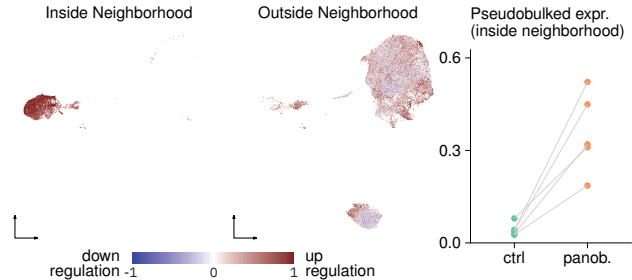 Inside Neighborhood
Outside Neighborhood
Pseudobulked expr.
(inside neighborhood)
0.6
0.3
0.0
ctrl
panob.
down
regulation
-1
0
1
up
regulation